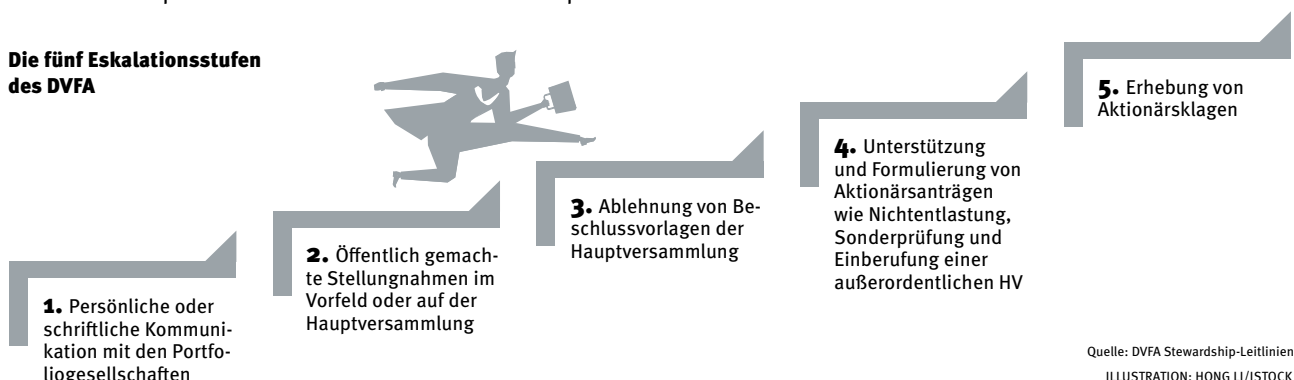 Die fünf Eskalationsstufen
des DVFA
1. Persönliche oder
schriftliche Kommuni-
kation mit den Portfo-
liogesellschaften
2. Öffentlich gemach-
te Stellungnahmen im
Vorfeld oder auf der
Hauptversammlung
3. Ablehnung von Be-
schlussvorlagen der
Hauptversammlung
4. Unterstützung
und Formulierung von
Aktionärsanträgen
wie Nichtentlastung,
Sonderprüfung und
Einberufung einer
außerordentlichen HV
5. Erhebung von
Aktionärsklagen
Quelle: DVFA Stewardship-Leitlinien
ILLUSTRATION: HONG LI/ISTOCK